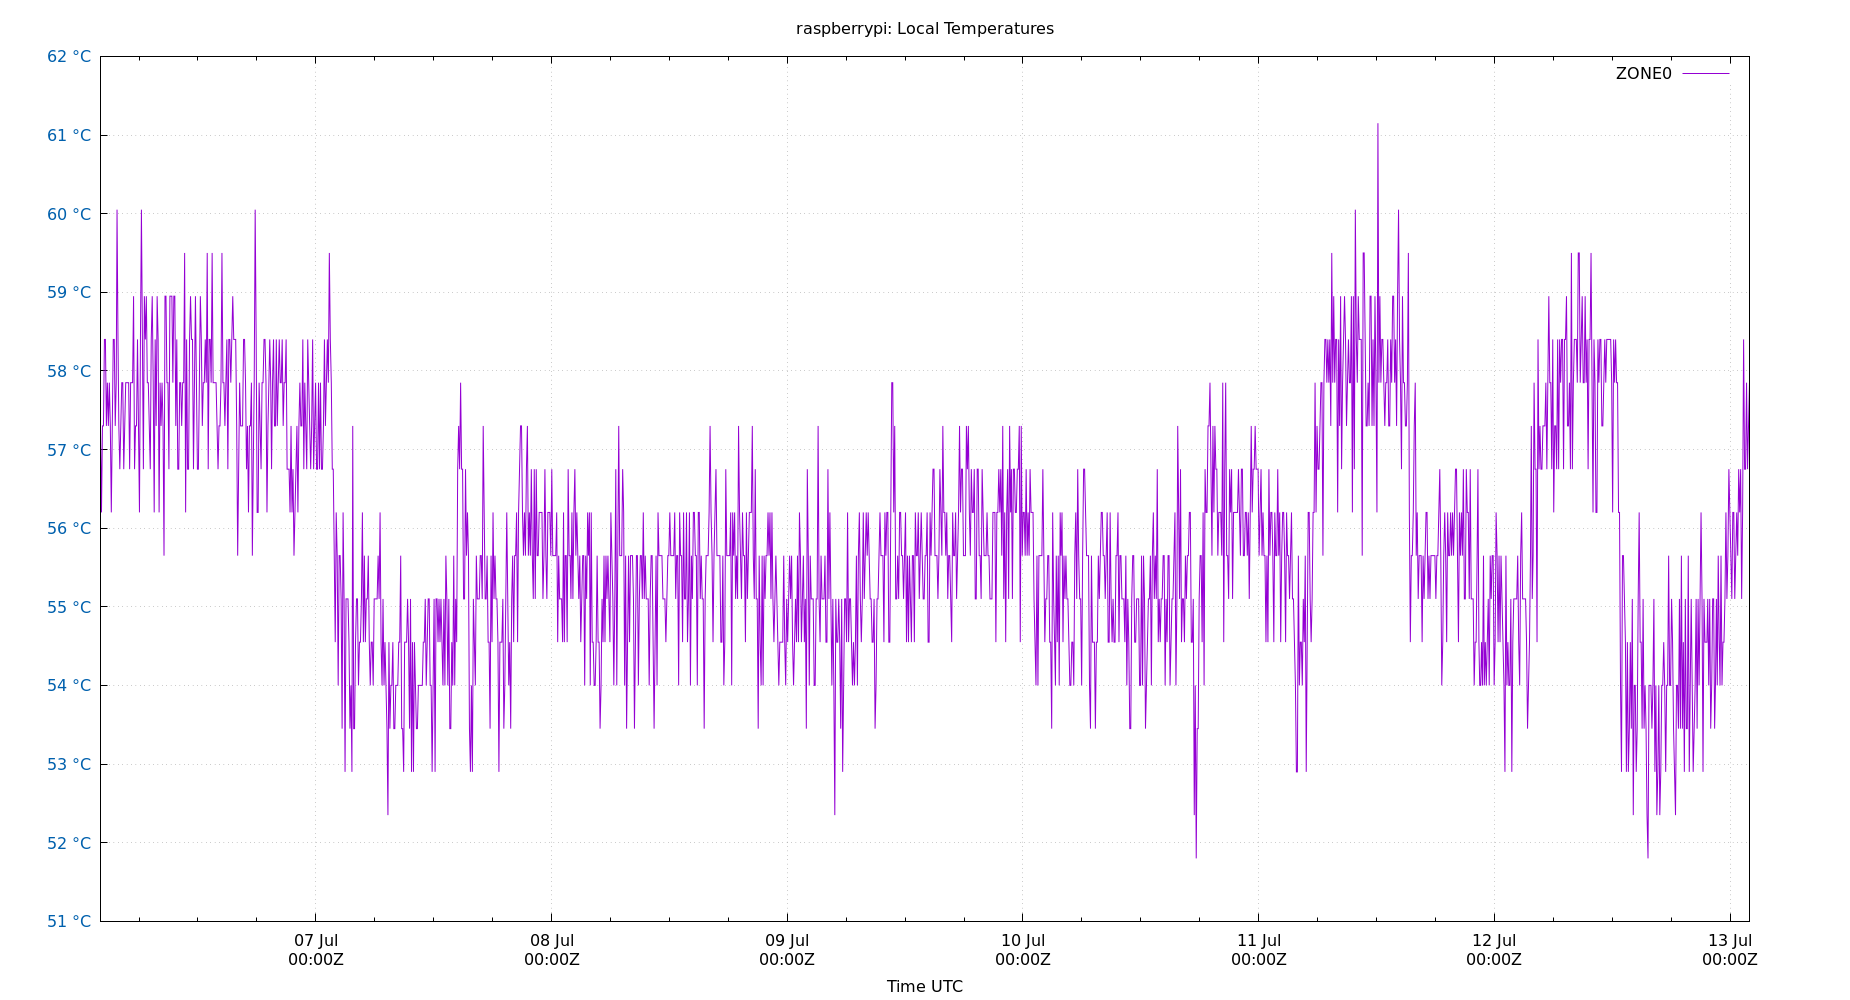 raspberrypi: Local Temperatures
62 °C
ZONE0
61 °C
60 °C
59 °C
58 °C
57 °C
56 °C
55 °C
54 °C
53 °C
52 °C
51 °C
07 Jul 08 Jul 09 Jul 10 Jul 11 Jul 12 Jul 13 Jul
00:00Z 00:00Z 00:00Z 00:00Z 00:00Z 00:00Z 00:00Z
Time UTC